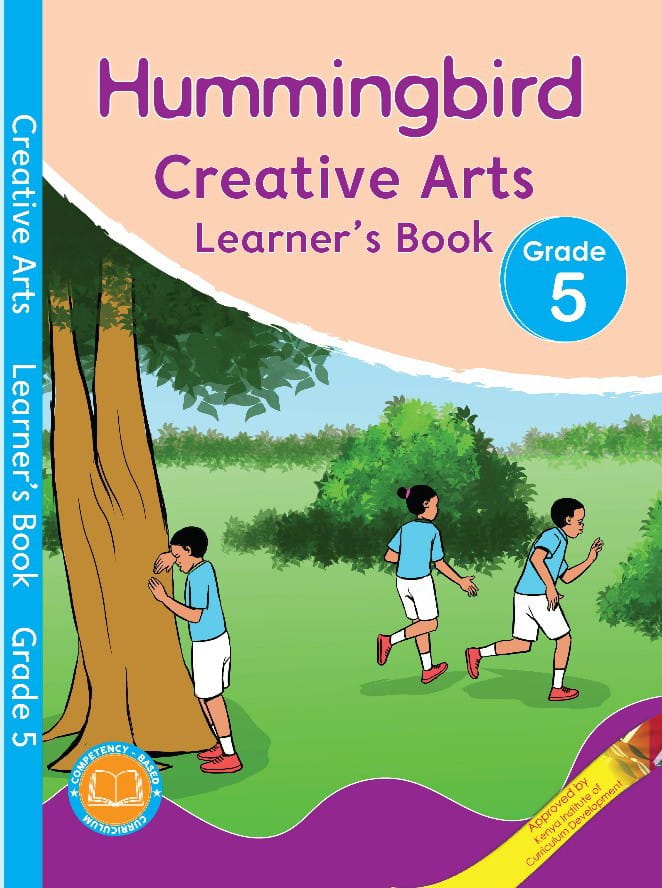 Hummingbird
Creative Arts
Learner's Book
Grade
5
Creative Arts Learner's Book Grade 5
COMPETENCY - BASED
CURRICULUM
Approved by
Kenya Institute of
Curriculum Development